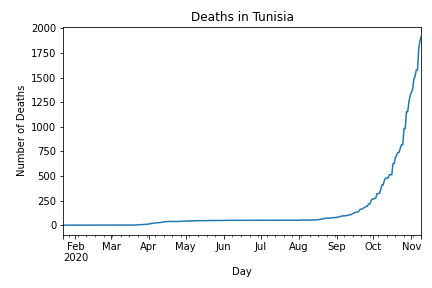 Deaths in Tunisia
Number of Deaths
2000
1750
1500
1250
1000
750
500
250
0
Feb Mar Apr May Jun Jul Aug Sep Oct Nov
2020
Day